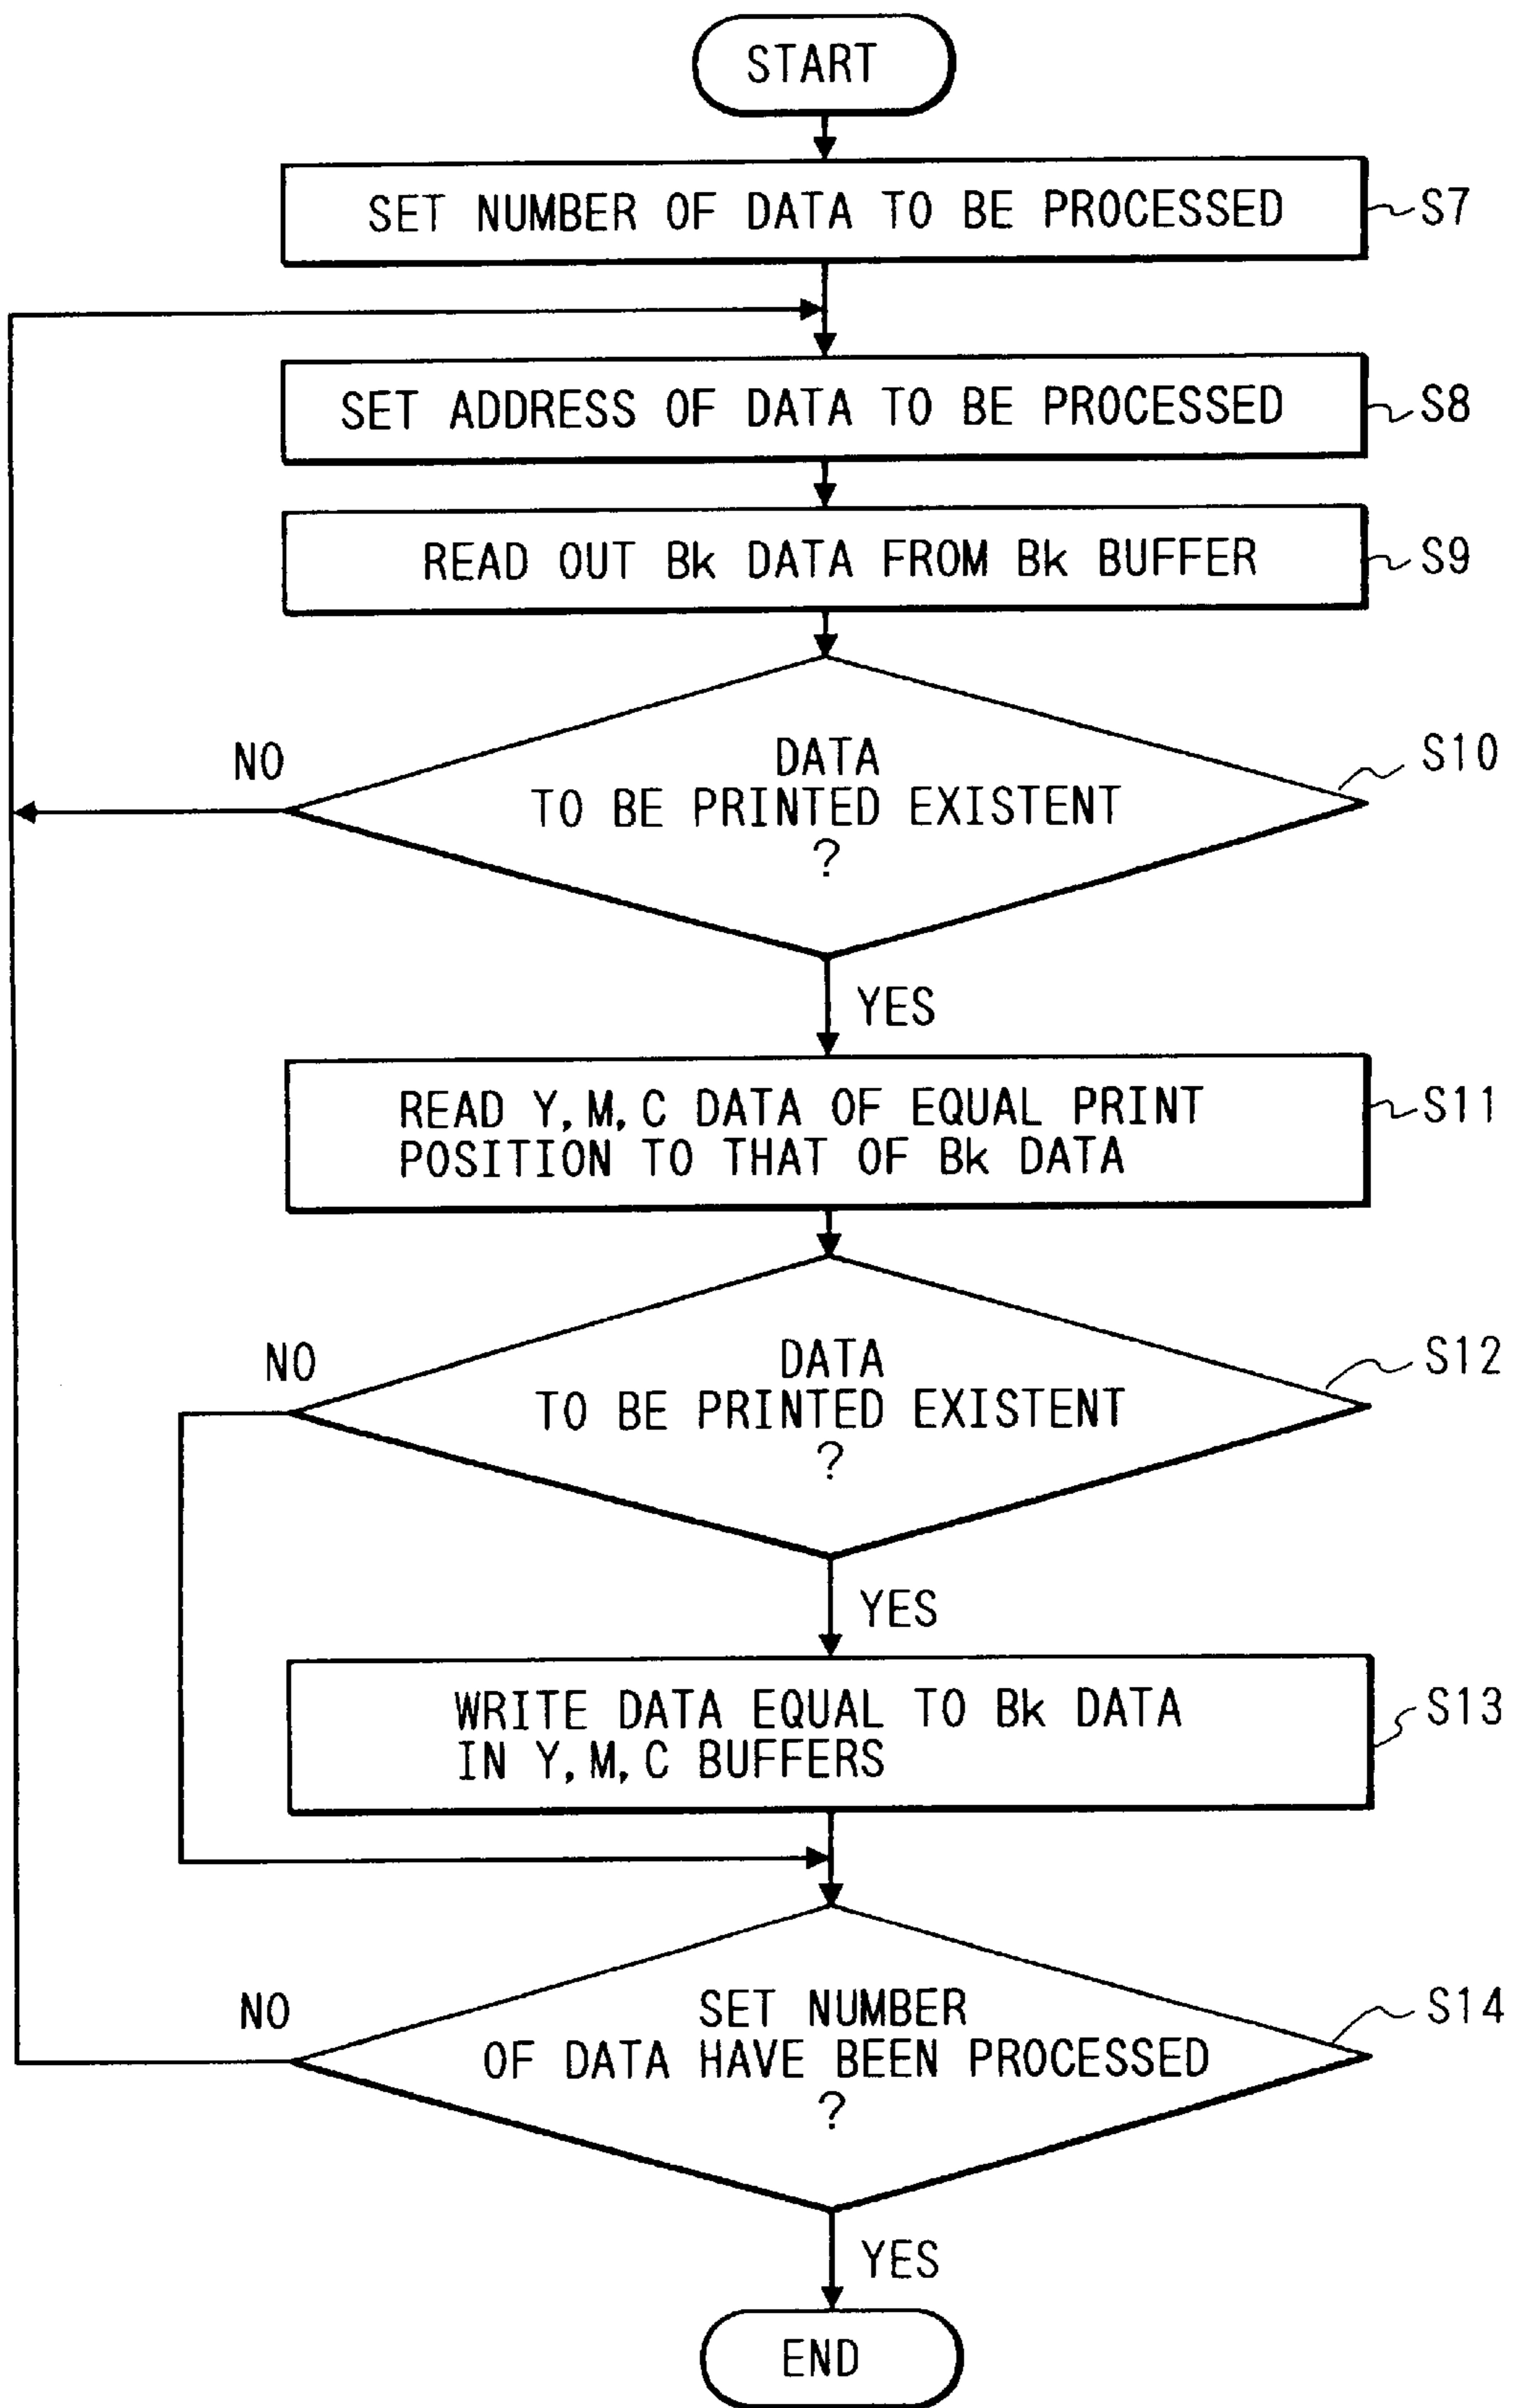 START
SET NUMBER OF DATA TO BE PROCESSED
S7
SET ADDRESS OF DATA TO BE PROCESSED
S8
READ OUT Bk DATA FROM Bk BUFFER
S9
NO
DATA
TO BE PRINTED EXISTENT
?
S10
YES
READ Y, M, C DATA OF EQUAL PRINT
POSITION TO THAT OF Bk DATA
S11
NO
DATA
TO BE PRINTED EXISTENT
?
S12
YES
WRITE DATA EQUAL TO Bk DATA
IN Y, M, C BUFFERS
S13
NO
SET NUMBER
OF DATA HAVE BEEN PROCESSED
?
S14
YES
END